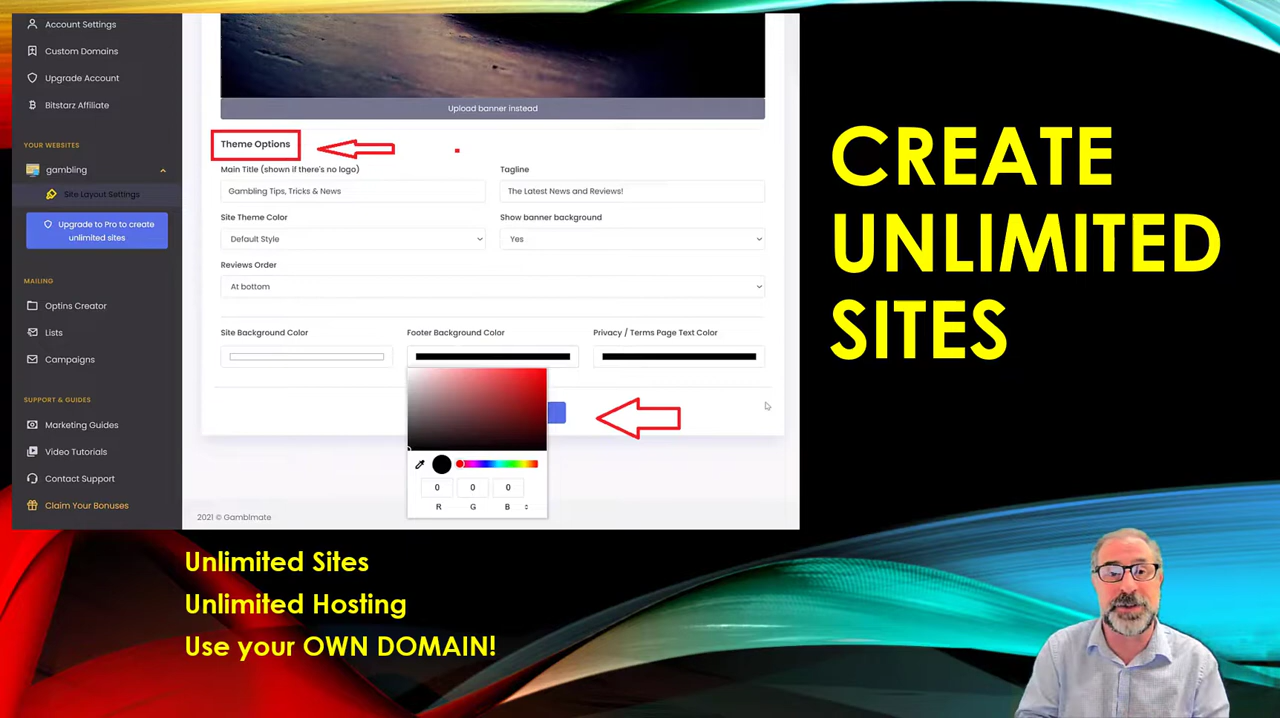 Account Settings
Custom Domains
Upgrade Account
Bitstarz Affiliate
YOUR WEBSITES
gambling
Site Layout Settings
Upgrade to Pro to create
unlimited sites
MAILING
Optins Creator
Lists
Campaigns
SUPPORT & GUIDES
Marketing Guides
Video Tutorials
Contact Support
Claim Your Bonuses
Upload banner instead
Theme Options
Main Title (shown if there's no logo)
Tagline
Gambling Tips, Tricks & News
The Latest News and Reviews!
Site Theme Color
Show banner background
Default Style
Yes
Reviews Order
At bottom
Site Background Color
Footer Background Color
Privacy / Terms Page Text Color
0 0 0
R G B
2021 © Gamblmate
CREATE
UNLIMITED
SITES
Unlimited Sites
Unlimited Hosting
Use your OWN DOMAIN!